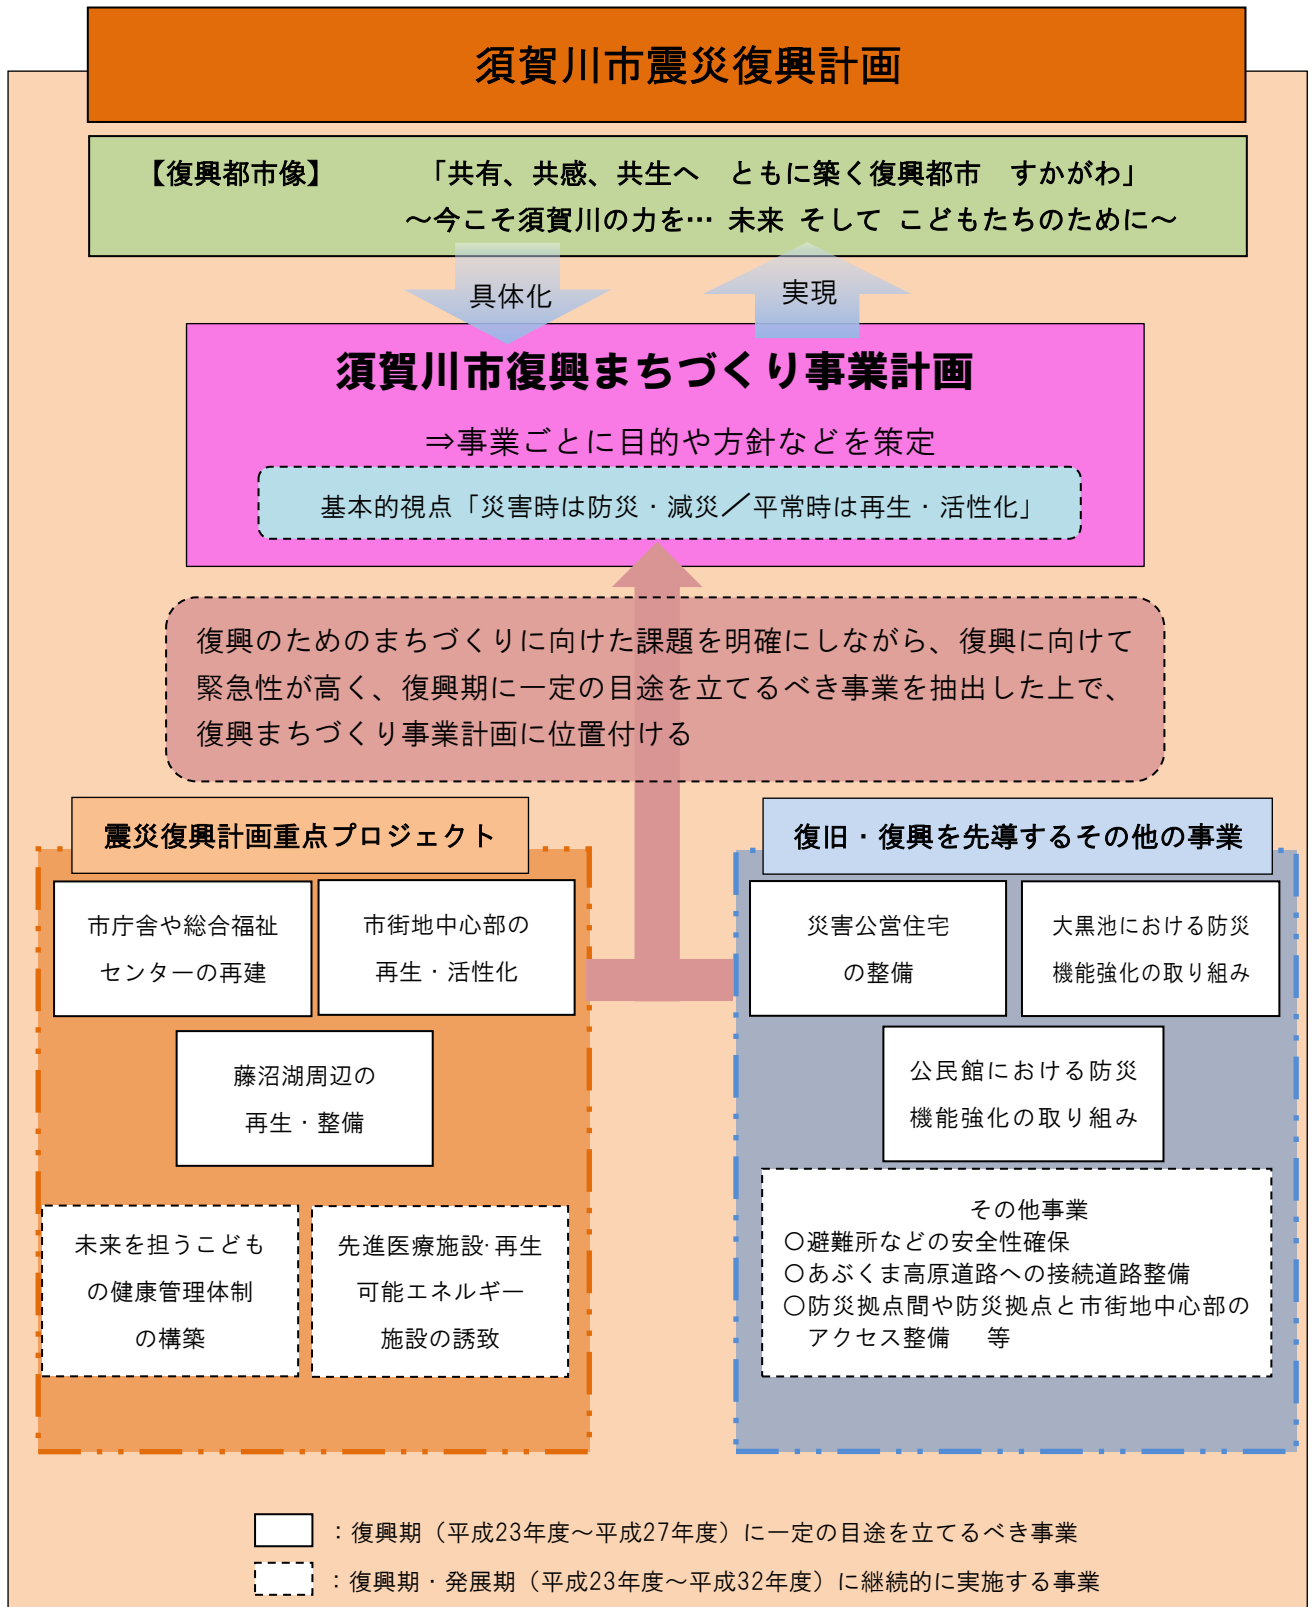 須賀川市震災復興計画
【復興都市像】 「共有、共感、共生へ ともに築く復興都市 すかがわ」
～今こそ須賀川の力を… 未来 そして こどもたちのために～
具体化
実現
須賀川市復興まちづくり事業計画
⇒事業ごとに目的や方針などを策定
基本的視点「災害時は防災・減災／平常時は再生・活性化」
復興のためのまちづくりに向けた課題を明確にしながら、復興に向けて
緊急性が高く、復興期に一定の目途を立てるべき事業を抽出した上で、
復興まちづくり事業計画に位置付ける
震災復興計画重点プロジェクト
市庁舎や総合福祉
センターの再建
市街地中心部の
再生・活性化
藤沼湖周辺の
再生・整備
未来を担うこども
の健康管理体制
の構築
先進医療施設・再生
可能エネルギー
施設の誘致
復旧・復興を先導するその他の事業
災害公営住宅
の整備
大黒池における防災
機能強化の取り組み
公民館における防災
機能強化の取り組み
その他事業
○避難所などの安全性確保
○あぶくま高原道路への接続道路整備
○防災拠点間や防災拠点と市街地中心部の
アクセス整備 等
：復興期（平成23年度～平成27年度）に一定の目途を立てるべき事業
：復興期・発展期（平成23年度～平成32年度）に継続的に実施する事業